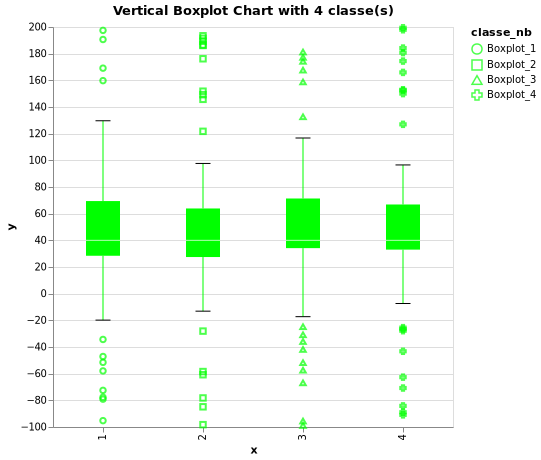 Vertical Boxplot Chart with 4 classe(s)
classe_nb
Boxplot_1
Boxplot_2
Boxplot_3
Boxplot_4
y
200
180
160
140
120
100
80
60
40
20
0
−20
−40
−60
−80
−100
1
2
3
4
x